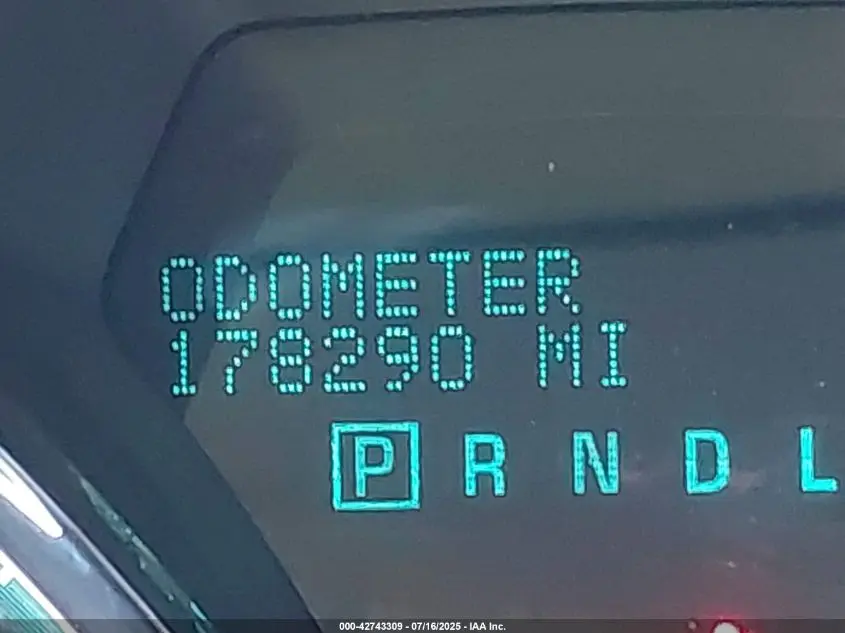 ODOMETER
178290 MI
P R N D L
000-42743309 - 07/16/2025 - IAA Inc.